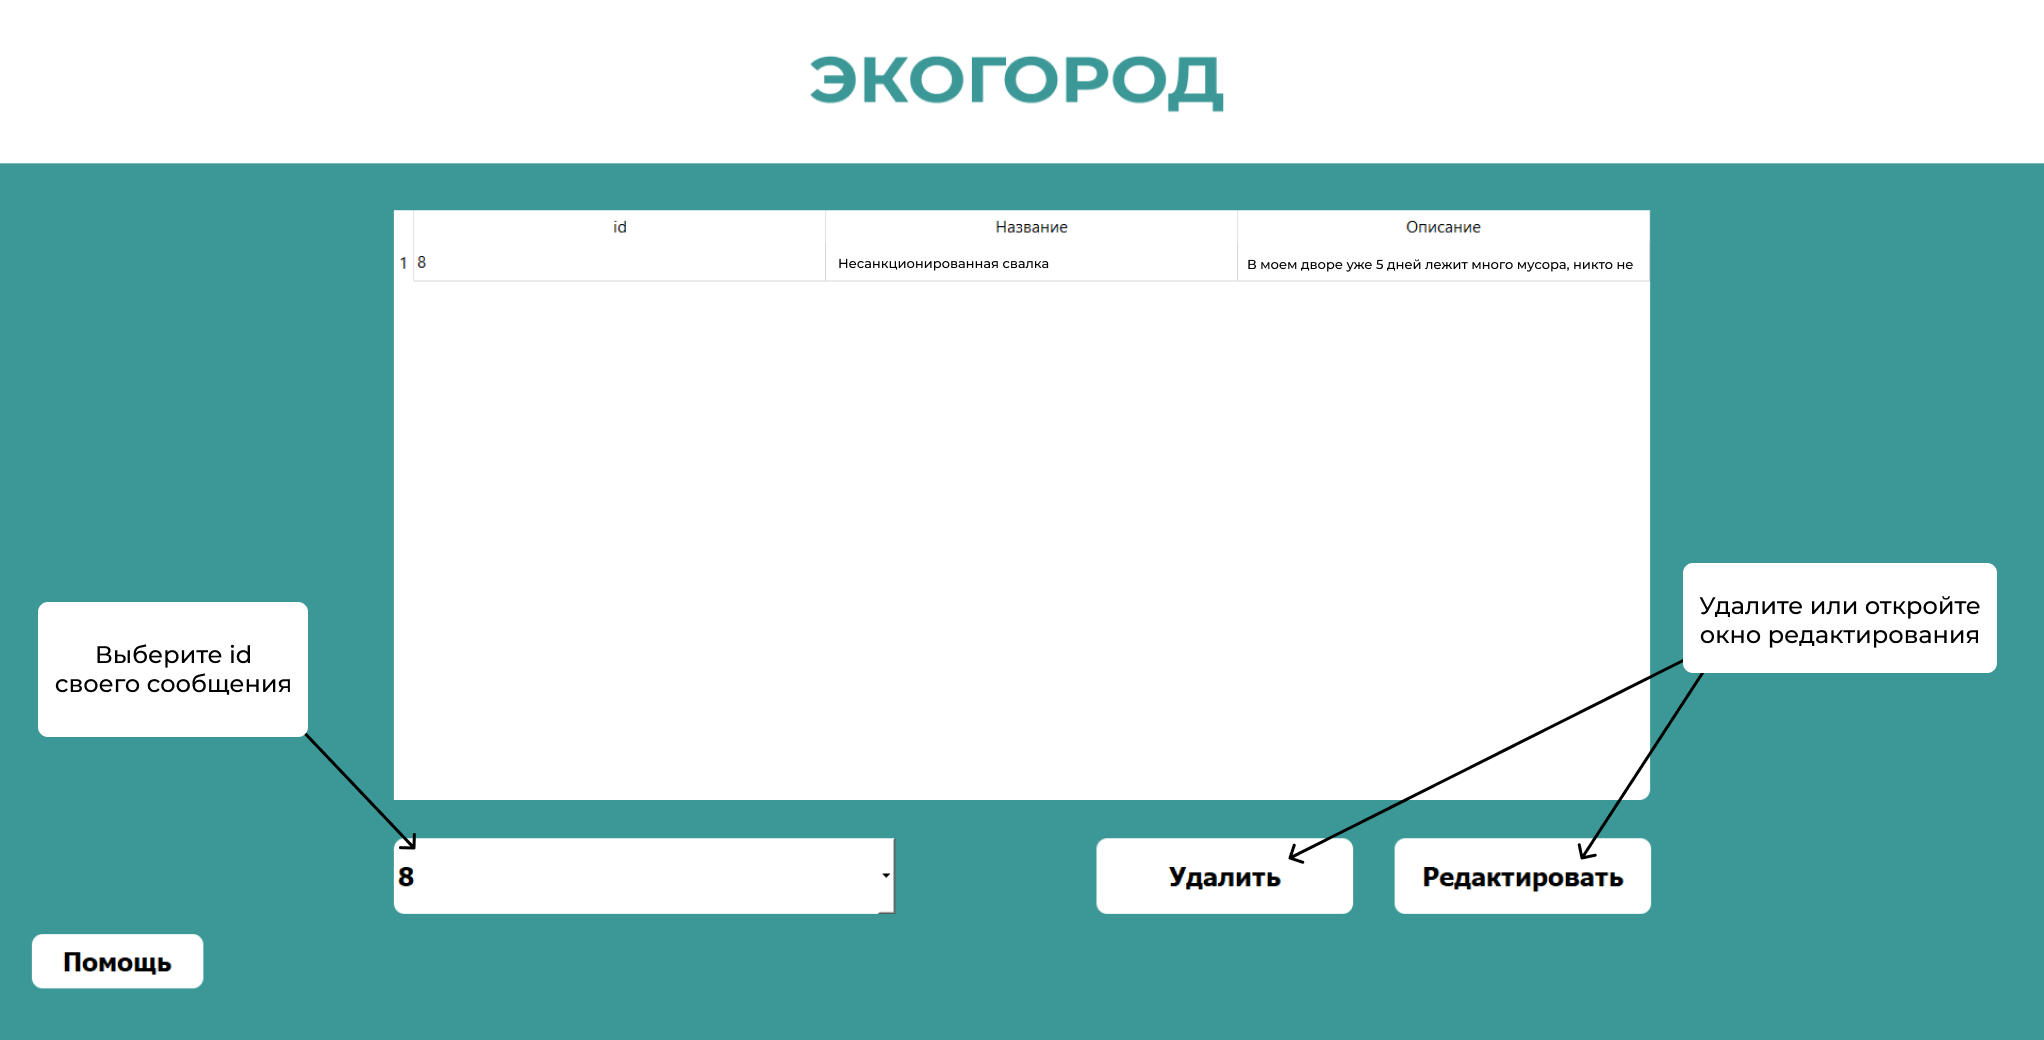 ЭКОГОРОД
id Название Описание
1 8 Несанкционированная свалка В моем дворе уже 5 дней лежит много мусора, никто не
Выберите id
своего сообщения
Удалите или откройте
окно редактирования
8
Удалить
Редактировать
Помощь